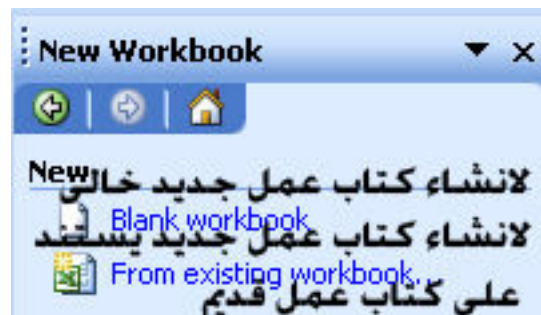 New Workbook
New
لانشاء كتاب عمل جديد خالي
Blank workbook
لانشاء كتاب عمل جديد يستند
From existing workbook...
على كتاب عمل قديم